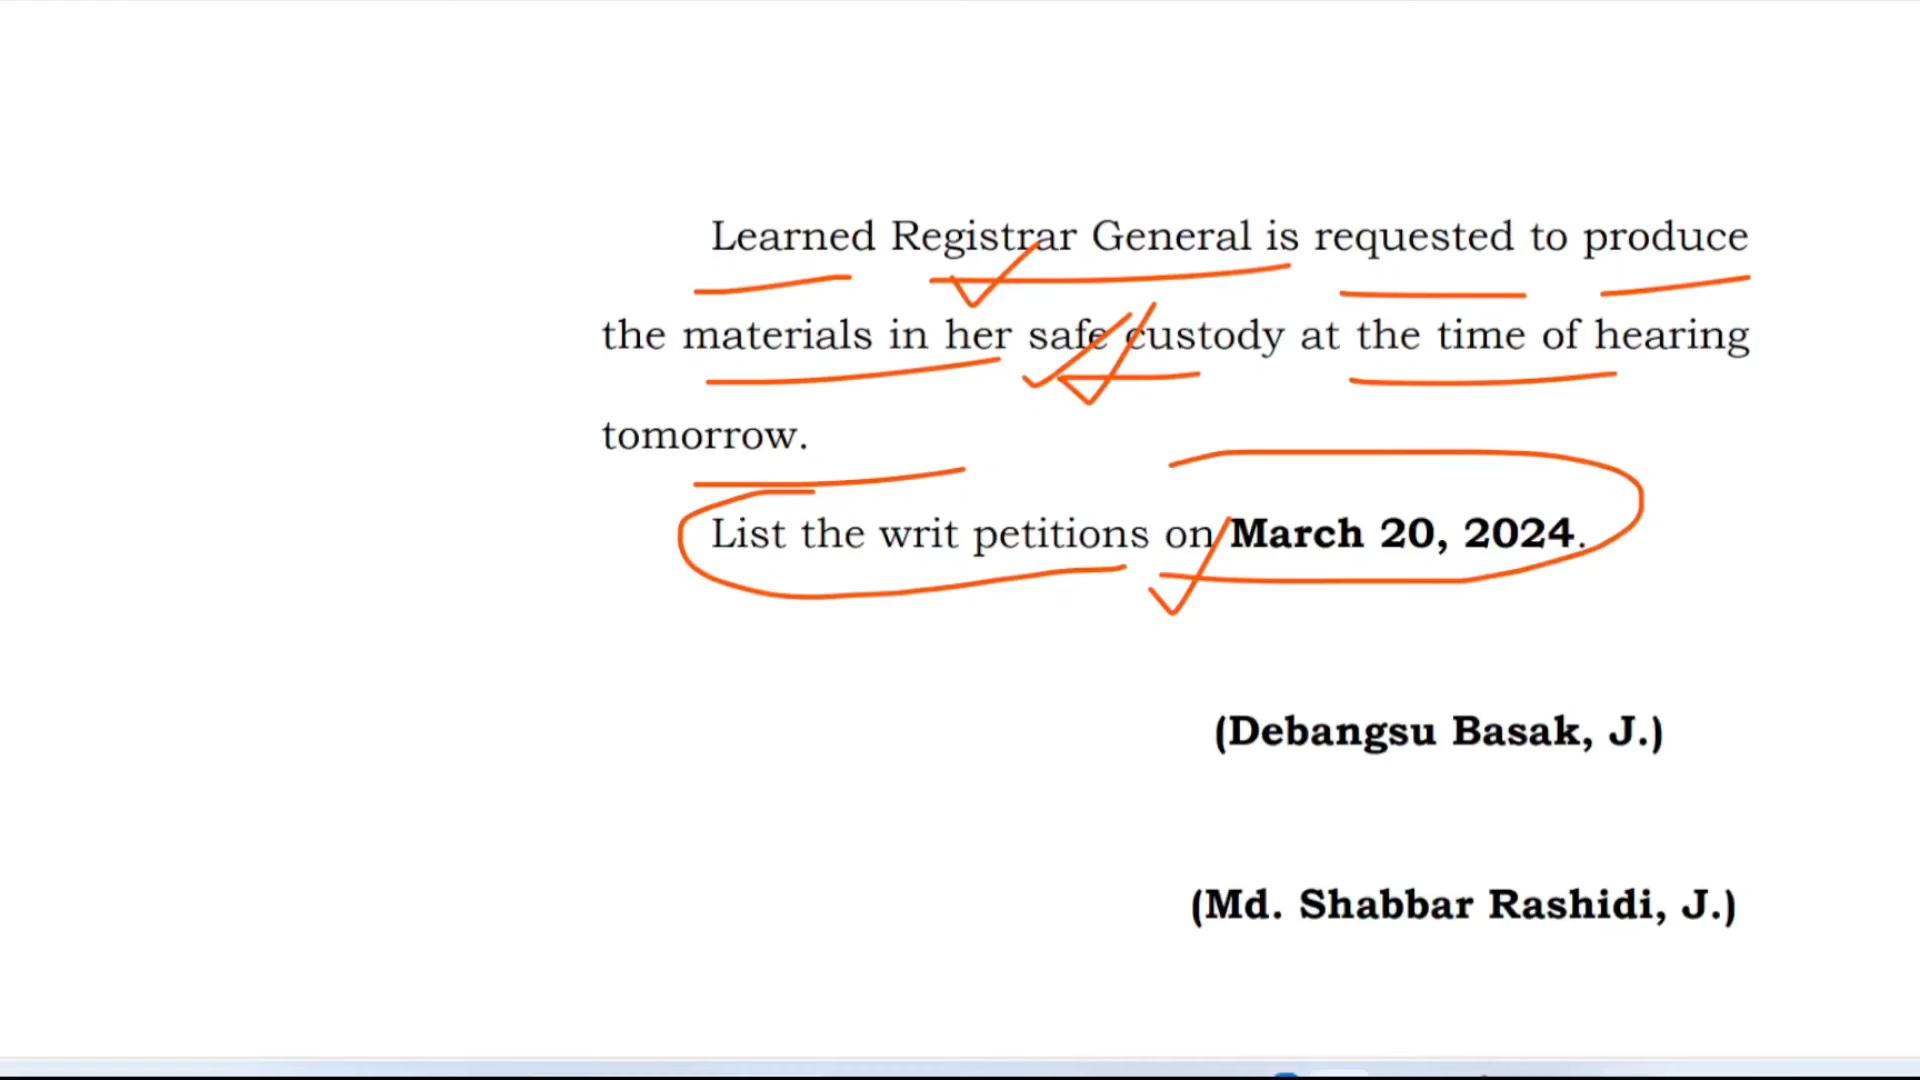 Learned Registrar General is requested to produce
the materials in her safe custody at the time of hearing
tomorrow.
List the writ petitions on March 20, 2024.
(Debangsu Basak, J.)
(Md. Shabbar Rashidi, J.)